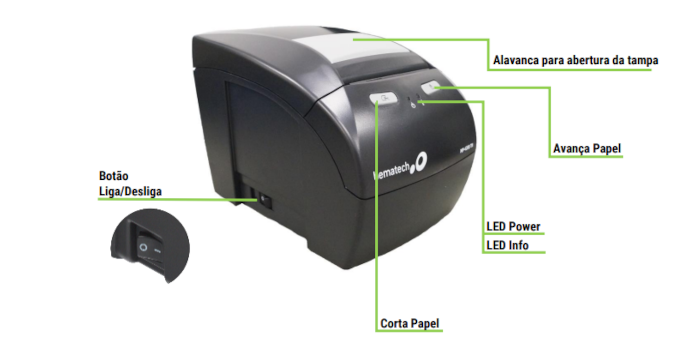 Alavanca para abertura da tampa
Avança Papel
bematech
Botão
Liga/Desliga
LED Power
LED Info
Corta Papel